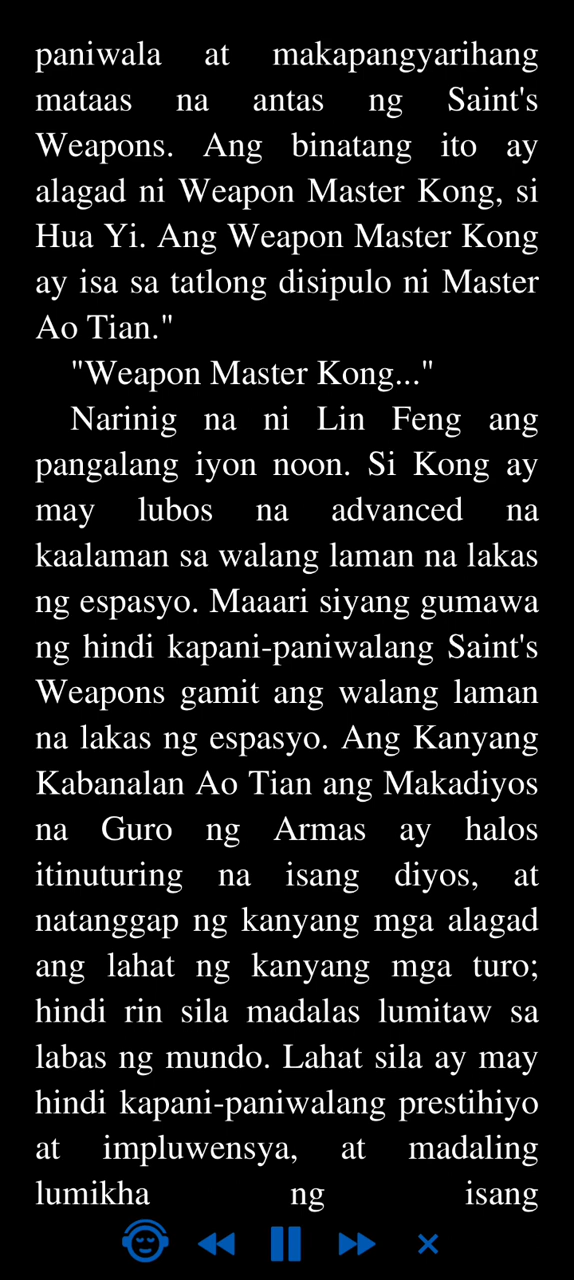 paniwala at makapangyarihang
mataas na antas ng Saint's
Weapons. Ang binatang ito ay
alagad ni Weapon Master Kong, si
Hua Yi. Ang Weapon Master Kong
ay isa sa tatlong disipulo ni Master
Ao Tian."
"Weapon Master Kong..."
Narinig na ni Lin Feng ang
pangalang iyon noon. Si Kong ay
may lubos na advanced na
kaalaman sa walang laman na lakas
ng espasyo. Maaari siyang gumawa
ng hindi kapani-paniwalang Saint's
Weapons gamit ang walang laman
na lakas ng espasyo. Ang Kanyang
Kabanalan Ao Tian ang Makadiyos
na Guro ng Armas ay halos
itinuturing na isang diyos, at
natanggap ng kanyang mga alagad
ang lahat ng kanyang mga turo;
hindi rin sila madalas lumitaw sa
labas ng mundo. Lahat sila ay may
hindi kapani-paniwalang prestihiyo
at impluwensya, at madaling
lumikha ng isang